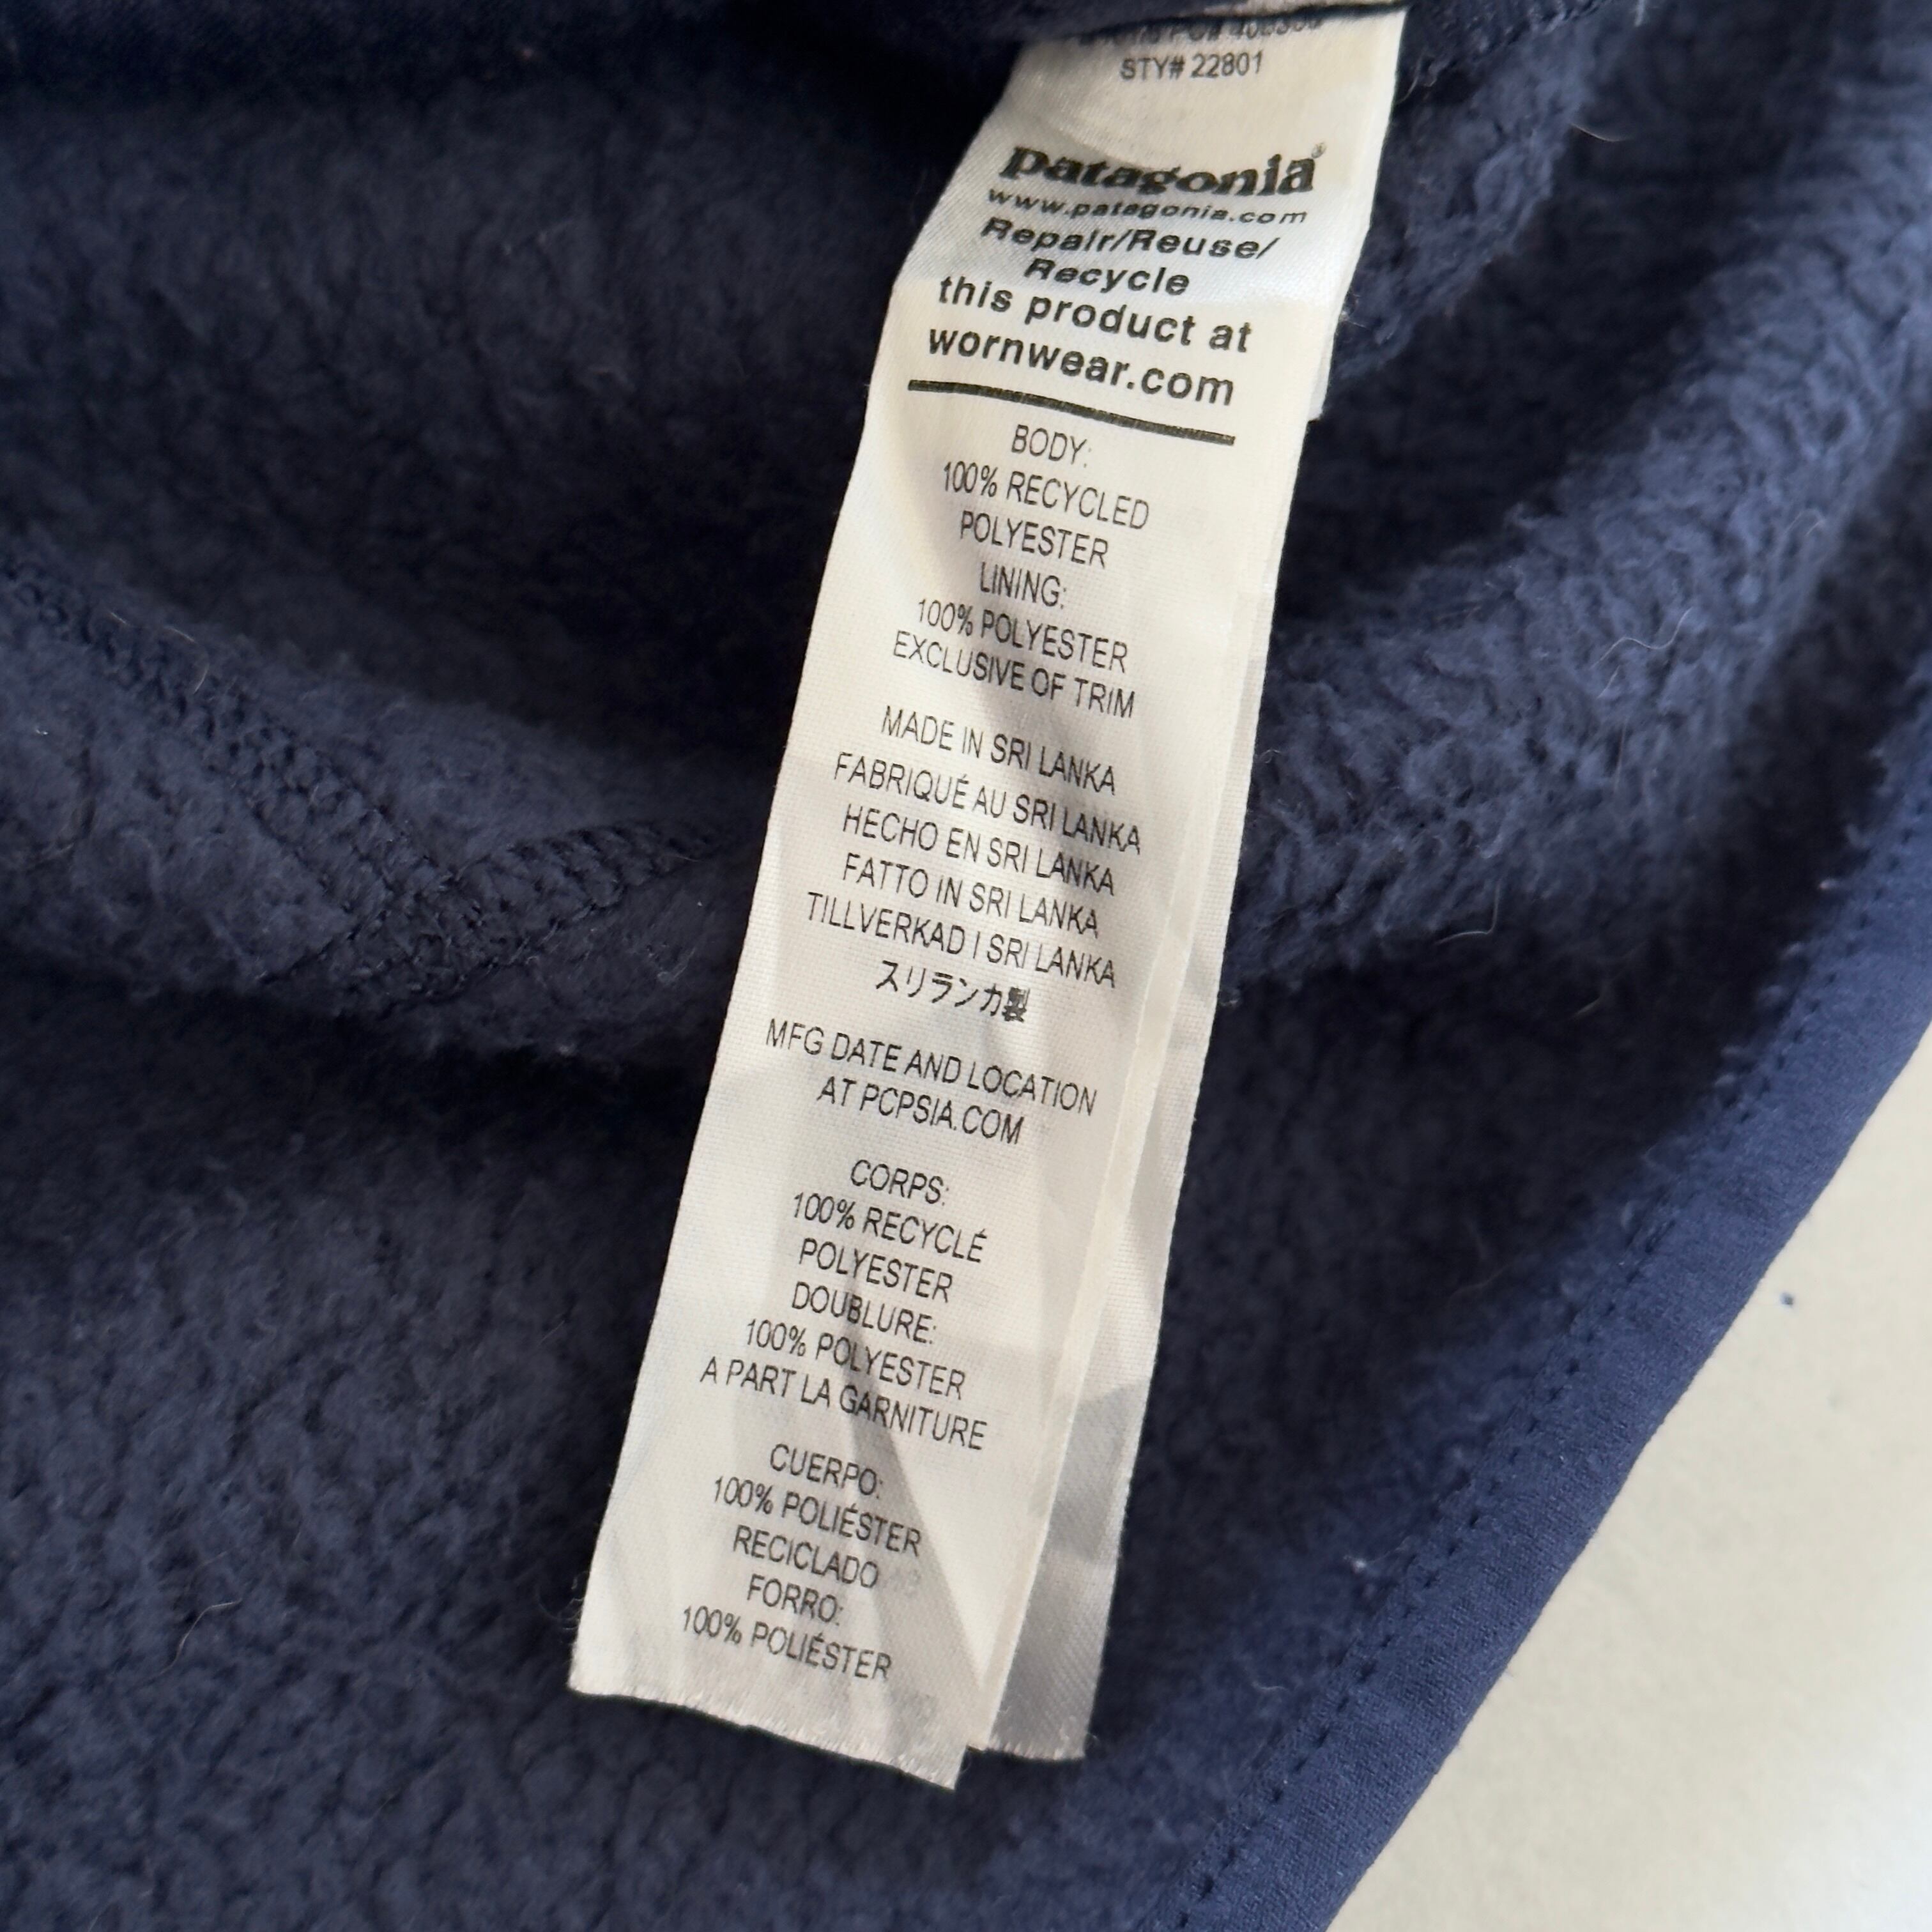 STY# 22801
patagonia®
www.patagonia.com
Repair/Reuse/
Recycle
this product at
wornwear.com
BODY:
100% RECYCLED
POLYESTER
LINING:
100% POLYESTER
EXCLUSIVE OF TRIM
MADE IN SRI LANKA
FABRIQUÉ AU SRI LANKA
HECHO EN SRI LANKA
FATTO IN SRI LANKA
TILLVERKAD I SRI LANKA
スリランカ製
MFG DATE AND LOCATION
AT PCPSIA.COM
CORPS:
100% RECYCLÉ
POLYESTER
DOUBLURE:
100% POLYESTER
A PART LA GARNITURE
CUERPO:
100% POLIÉSTER
RECICLADO
FORRO:
100% POLIÉSTER